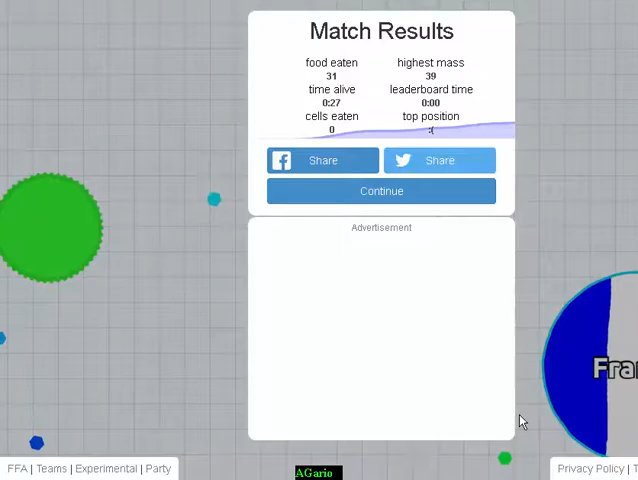 Match Results
food eaten
31
highest mass
39
time alive
0:27
leaderboard time
0:00
cells eaten
0
top position
:(
Share
Share
Continue
Advertisement
FFA | Teams | Experimental | Party
AGario
Privacy Policy |